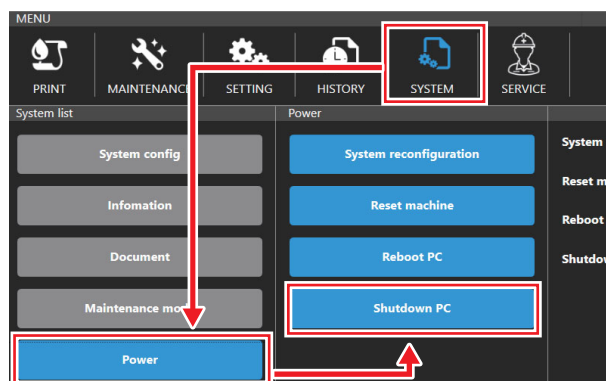 MENU
PRINT
MAINTENANCE
SETTING
HISTORY
SYSTEM
SERVICE
System list
Power
System config
Infomation
Document
Maintenance mo
Power
System reconfiguration
Reset machine
Reboot PC
Shutdown PC
System
Reset m
Reboot
Shutdow